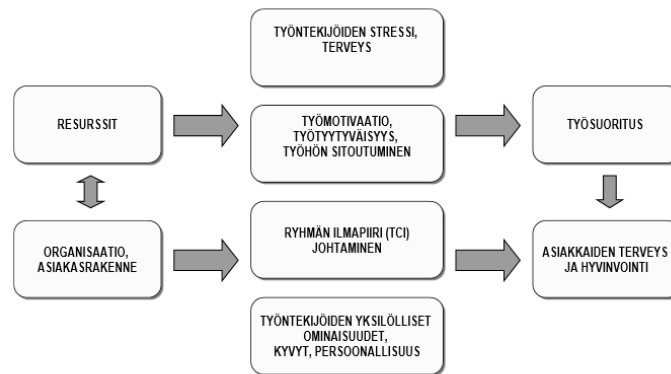 TYÖNTEKIJÖIDEN STRESSI,
TERVEYS
RESURSSIT
TYÖMOTIVAATIO,
TYÖTYYTYVÄISYYS,
TYÖHÖN SITOUTUMINEN
TYÖSUORITUS
ORGANISAATIO,
ASIAKASRAKENNE
RYHMÄN ILMAPIIRI (TCI)
JOHTAMINEN
ASIAKKAIDEN TERVEYS
JA HYVINVOINTI
TYÖNTEKIJÖIDEN YKSILÖLLISET
OMINAISUUDET,
KYVYT, PERSOONALLISUUS